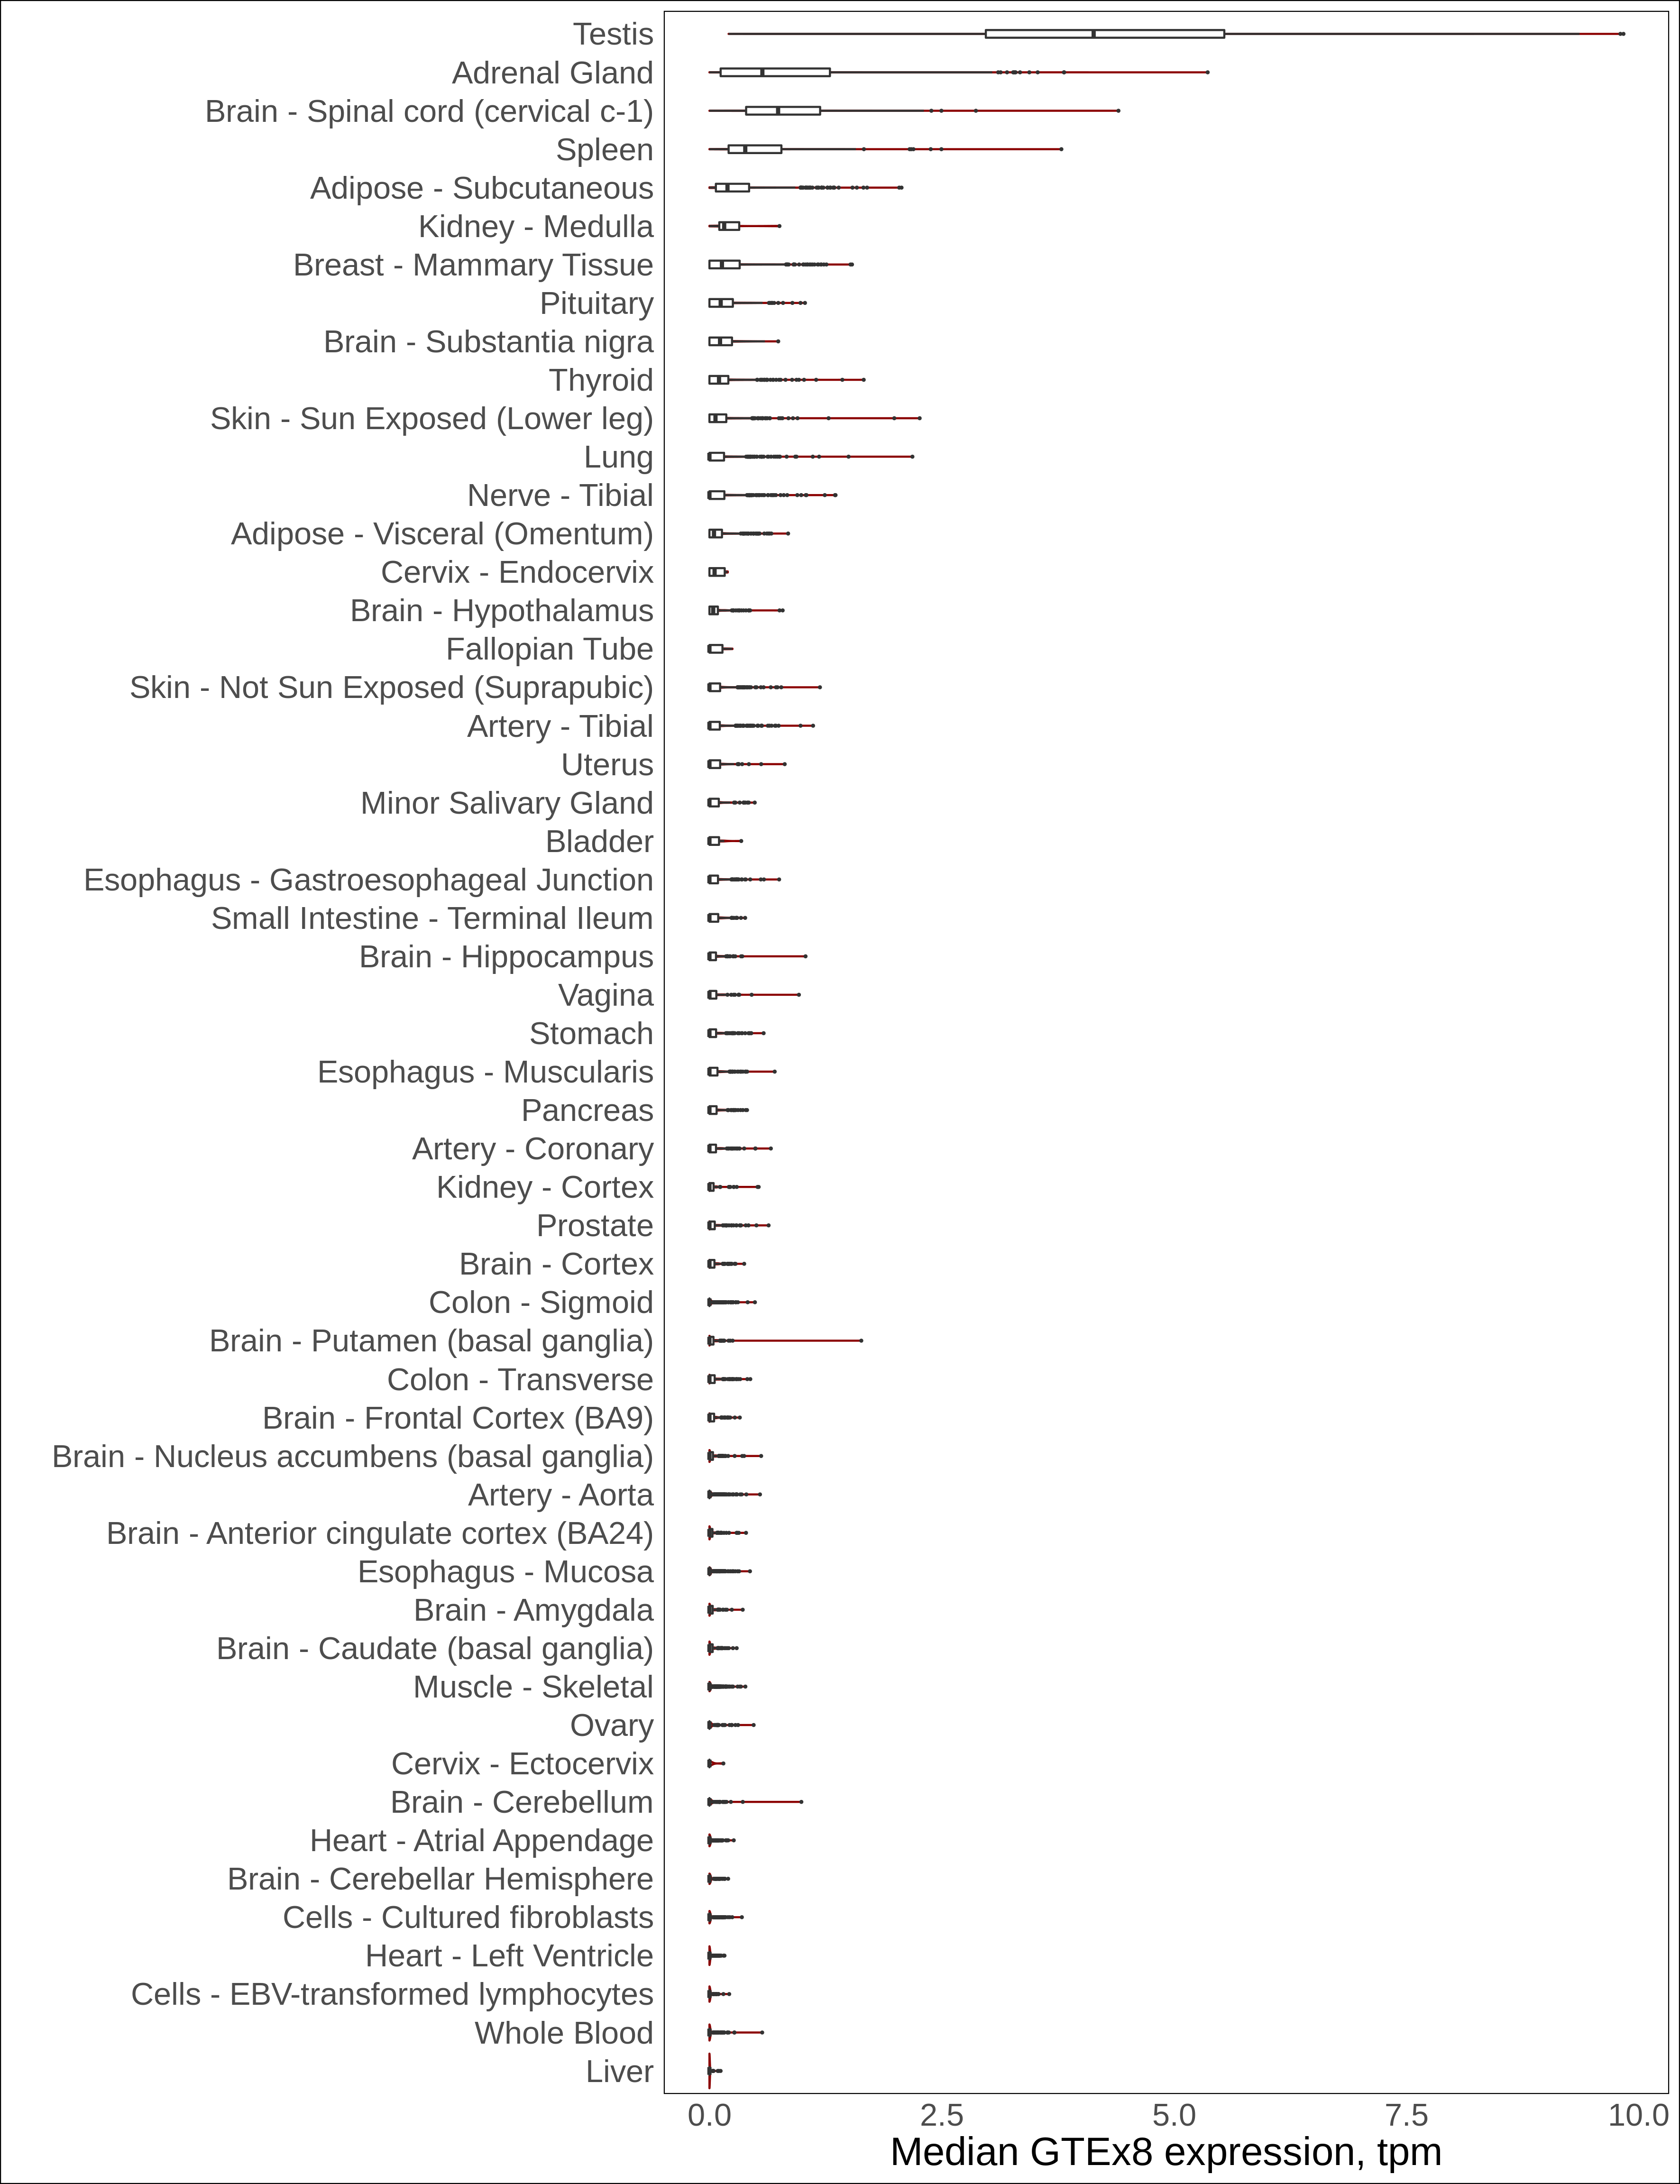 Testis
Adrenal Gland
Brain - Spinal cord (cervical c-1)
Spleen
Adipose - Subcutaneous
Kidney - Medulla
Breast - Mammary Tissue
Pituitary
Brain - Substantia nigra
Thyroid
Skin - Sun Exposed (Lower leg)
Lung
Nerve - Tibial
Adipose - Visceral (Omentum)
Cervix - Endocervix
Brain - Hypothalamus
Fallopian Tube
Skin - Not Sun Exposed (Suprapubic)
Artery - Tibial
Uterus
Minor Salivary Gland
Bladder
Esophagus - Gastroesophageal Junction
Small Intestine - Terminal Ileum
Brain - Hippocampus
Vagina
Stomach
Esophagus - Muscularis
Pancreas
Artery - Coronary
Kidney - Cortex
Prostate
Brain - Cortex
Colon - Sigmoid
Brain - Putamen (basal ganglia)
Colon - Transverse
Brain - Frontal Cortex (BA9)
Brain - Nucleus accumbens (basal ganglia)
Artery - Aorta
Brain - Anterior cingulate cortex (BA24)
Esophagus - Mucosa
Brain - Amygdala
Brain - Caudate (basal ganglia)
Muscle - Skeletal
Ovary
Cervix - Ectocervix
Brain - Cerebellum
Heart - Atrial Appendage
Brain - Cerebellar Hemisphere
Cells - Cultured fibroblasts
Heart - Left Ventricle
Cells - EBV-transformed lymphocytes
Whole Blood
Liver
0.0 2.5 5.0 7.5 10.0
Median GTEx8 expression, tpm